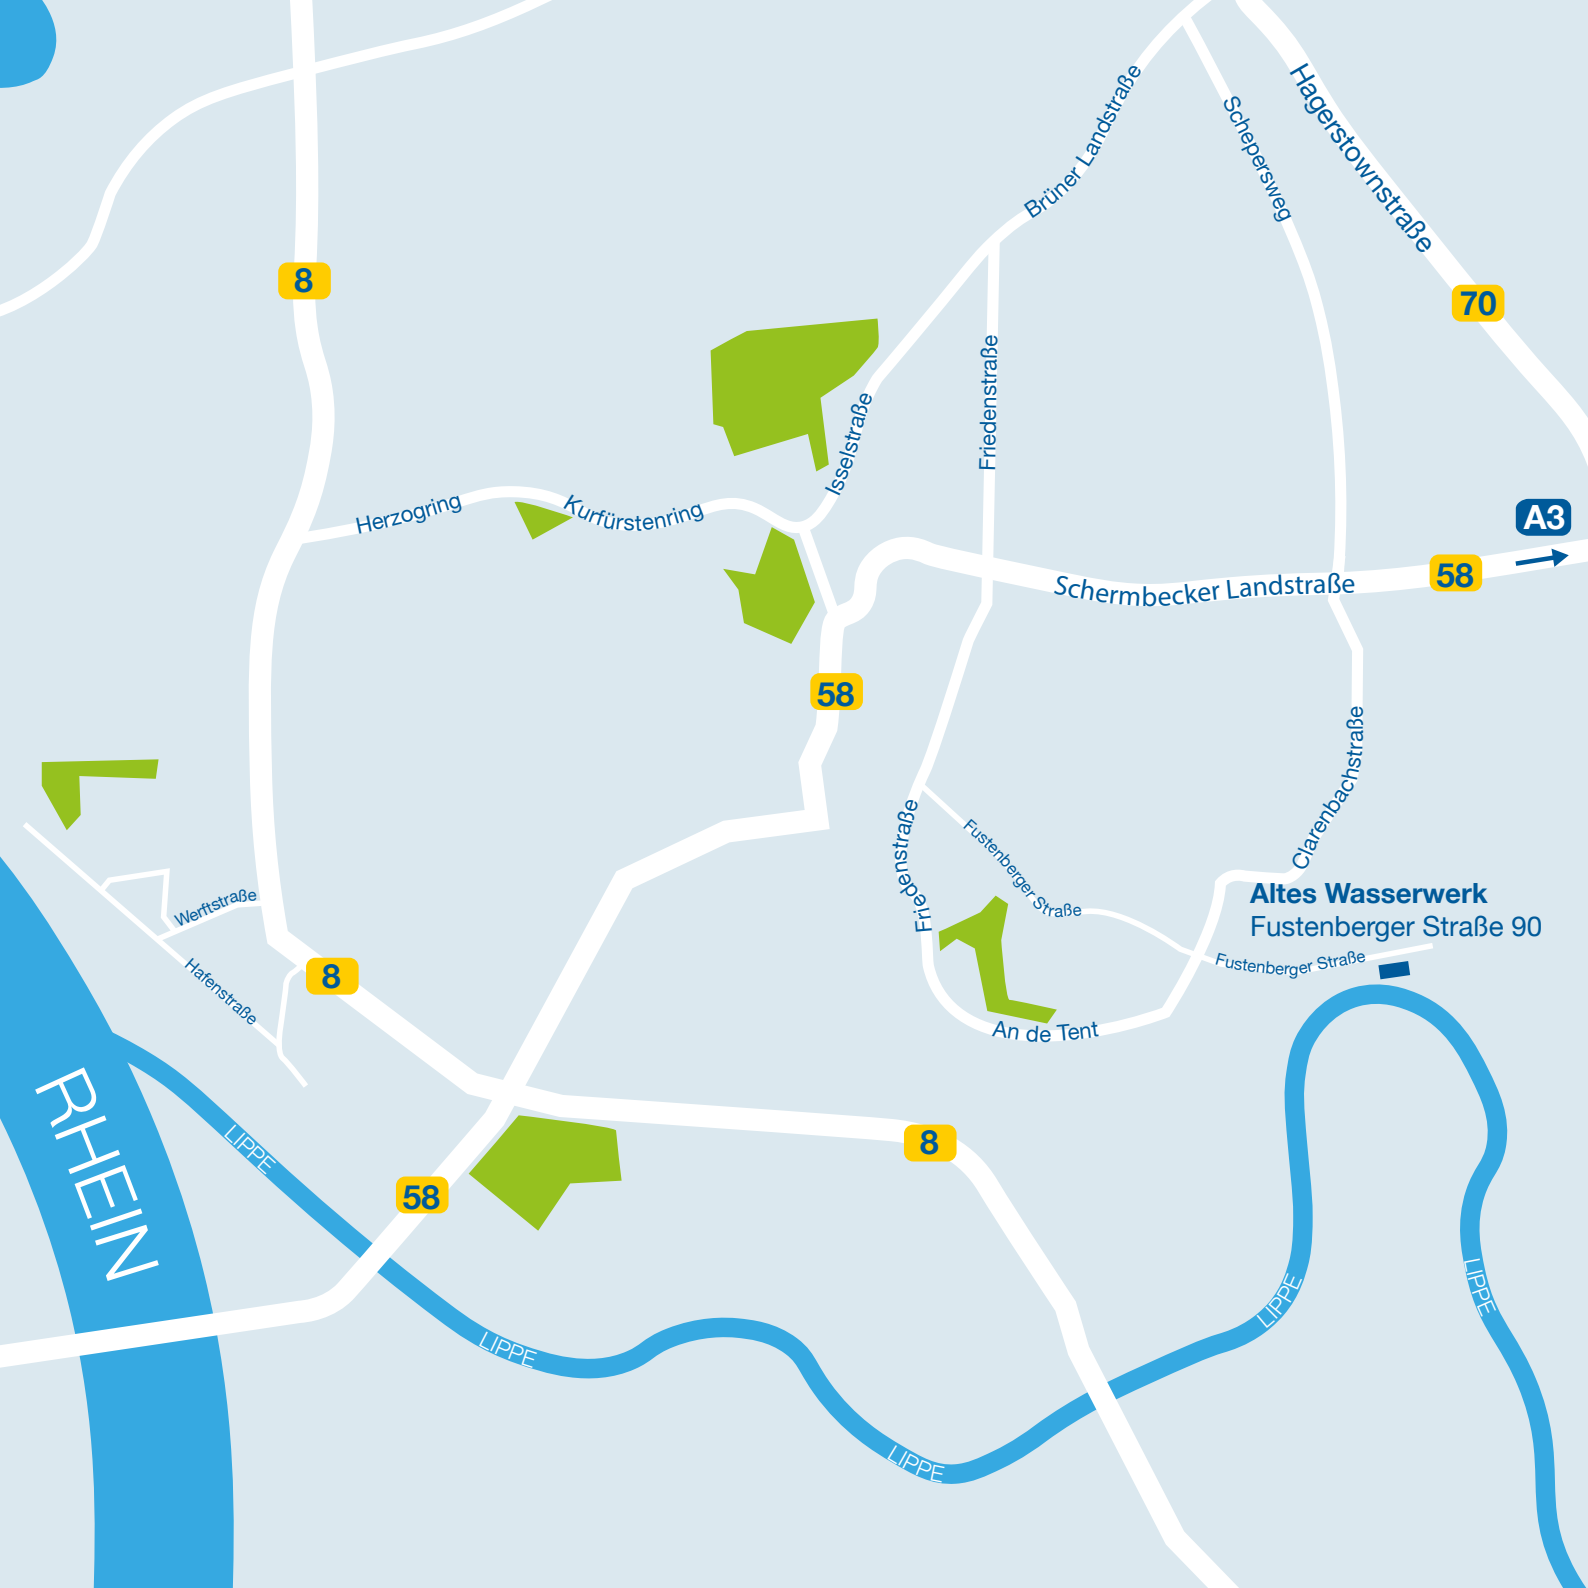 Brüner Landstraße
Schepersweg
Hagerstownstraße
8
70
Friedenstraße
Isselstraße
Herzogring
Kurfürstenring
A3
58
Schermbecker Landstraße
58
Clarenbachstraße
Friedenstraße
Fustenberger Straße
Altes Wasserwerk
Fustenberger Straße 90
Werftstraße
Fustenberger Straße
Hafenstraße
8
An de Tent
RHEIN
LIPPE
8
58
LIPPE
LIPPE
LIPPE
LIPPE